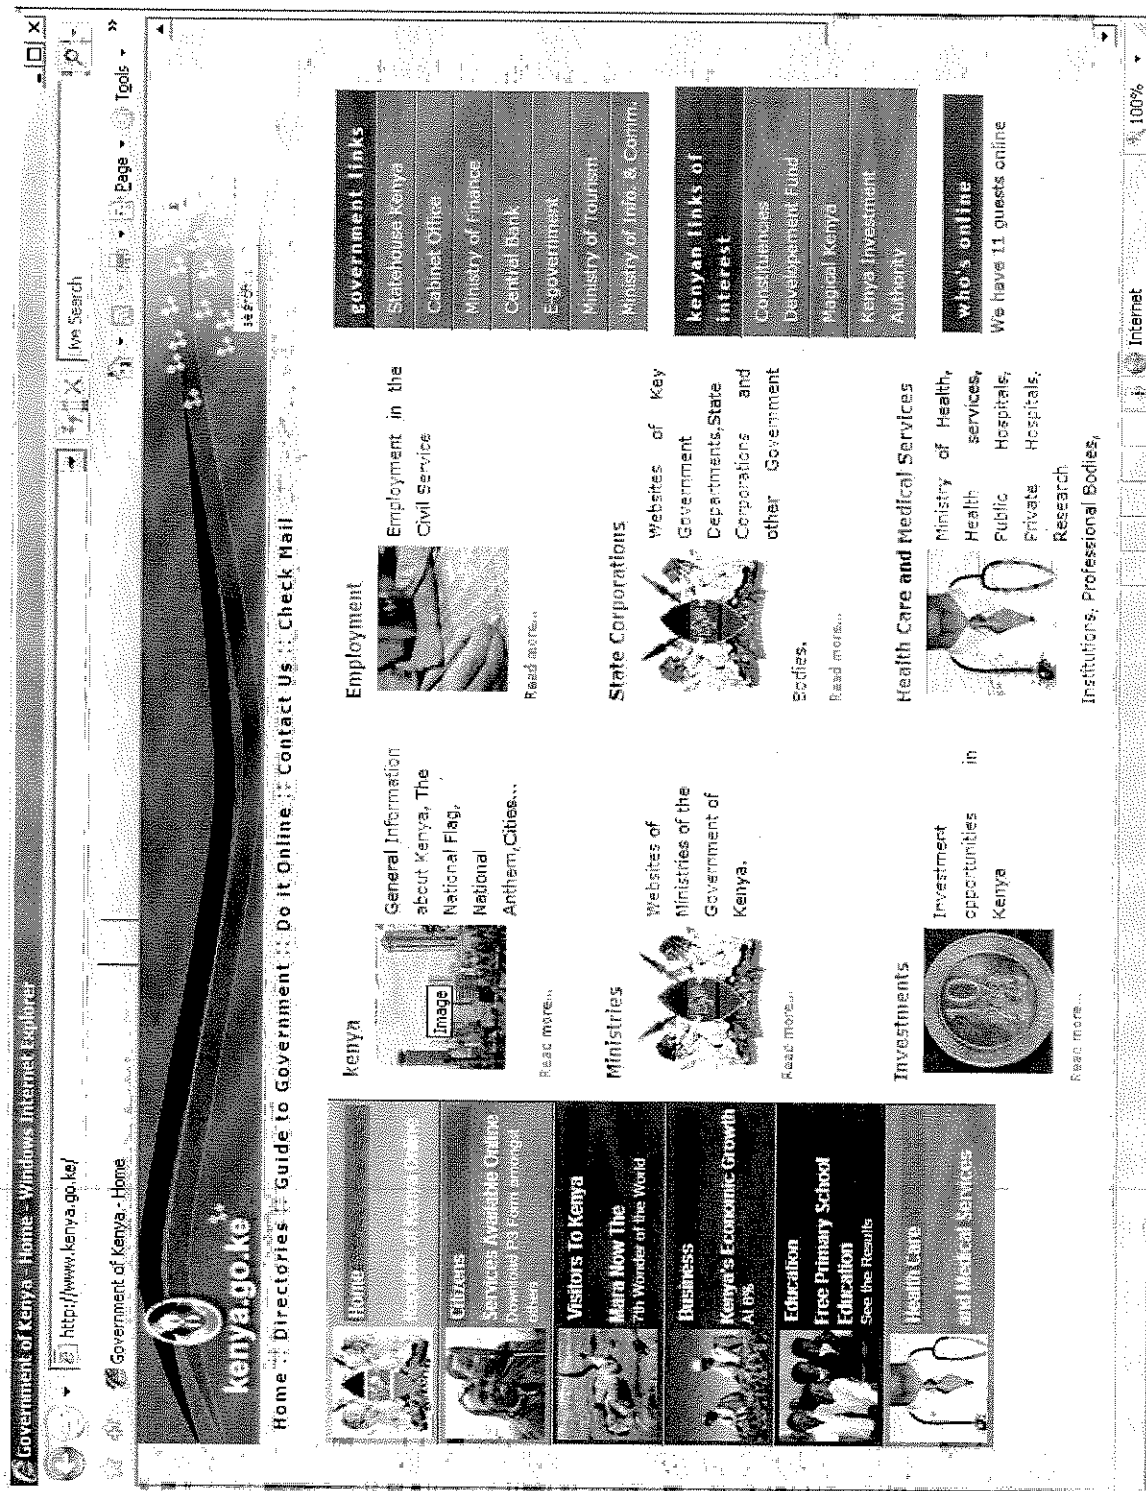 Government of Kenya - Home - Windows Internet Explorer
http://www.kenya.go.ke/
Live Search
Government of Kenya - Home
Page
Tools
kenya.go.ke
search...
Home :: Directories :: Guide to Government :: Do it Online :: Contact Us :: Check Mail
Home
Citizens
Services Available Online
Download P3 Form amongst
others
Visitors To Kenya
Mara Now The
7th Wonder of the World
Business
Kenya's Economic Growth
Education
Free Primary School
Education
See the Results
Health Care
and Medical Services
kenya
Image
General Information
about Kenya, The
National Flag,
National
Anthem,Cities...
Read more...
Employment
Employment in the
Civil Service
Read more...
Ministries
Websites of
Ministries of the
Government of
Kenya.
Read more...
State Corporations
Websites of Key
Government
Departments,State
Corporations and
other Government
Bodies.
Read more...
Investments
Investment
opportunities in
Kenya
Read more...
Health Care and Medical Services
Ministry of Health,
Health services,
Public Hospitals,
Private Hospitals,
Research
Institutions, Professional Bodies,
government links
Statehouse Kenya
Cabinet Office
Ministry of Finance
Central Bank
E-government
Ministry of Tourism
Ministry of Info. & Comm.
kenyan links of
interest
Constituencies
Development Fund
Magical Kenya
Kenya Investment
Authority
who's online
We have 11 guests online
Internet
100%